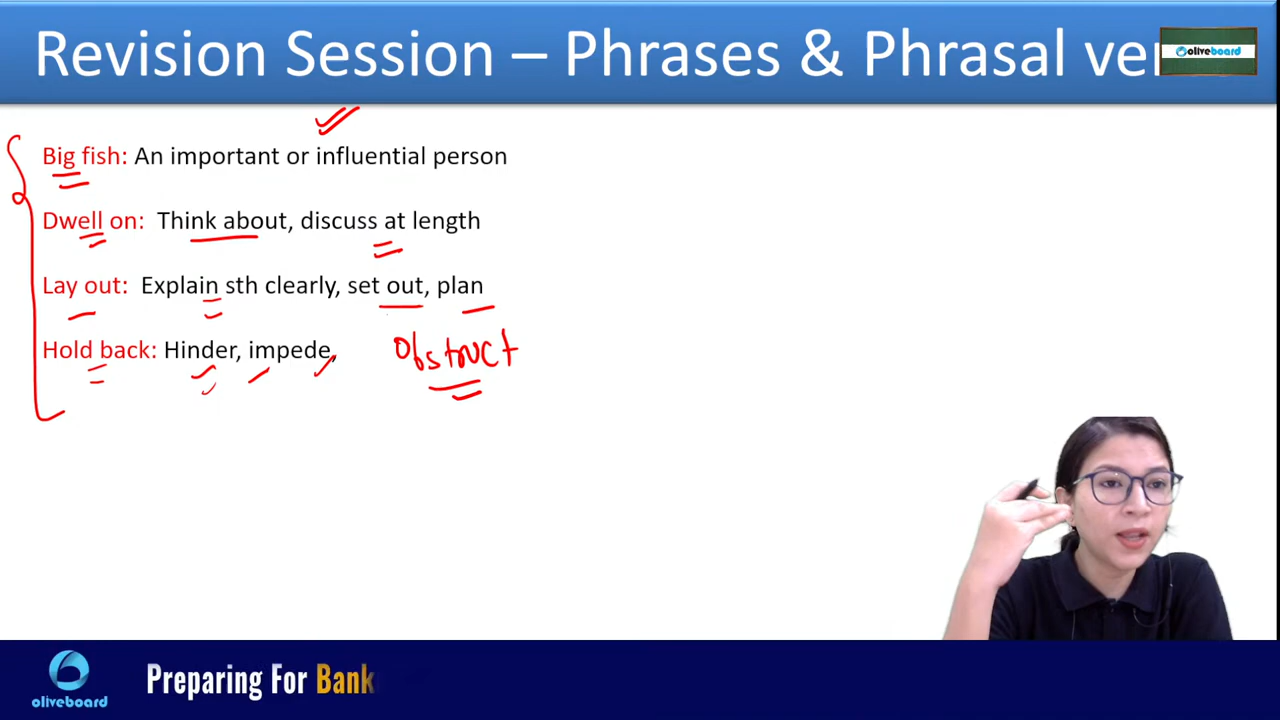 Revision Session – Phrases & Phrasal ve
oliveboard
Big fish: An important or influential person
Dwell on: Think about, discuss at length
Lay out: Explain sth clearly, set out, plan
Hold back: Hinder, impede, Obstruct
oliveboard
Preparing For Bank